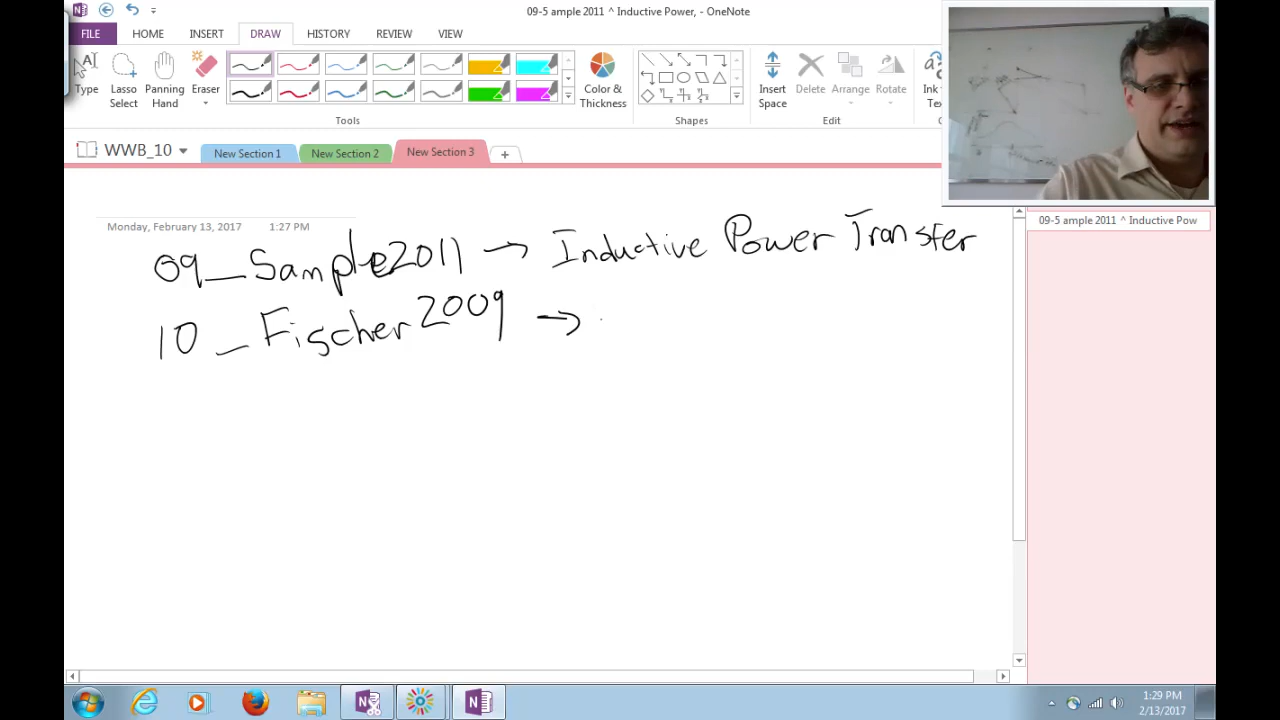 09-5 ample 2011 ^ Inductive Power, - OneNote
FILE HOME INSERT DRAW HISTORY REVIEW VIEW
Type
Lasso Select
Panning Hand
Eraser
Color & Thickness
Insert Space
Delete
Arrange
Rotate
Ink to Tex
Tools
Shapes
Edit
WWB_10
New Section 1
New Section 2
New Section 3
09-5 ample 2011 ^ Inductive Pow
Monday, February 13, 2017 1:27 PM
09_Sample2011 → Inductive Power Transfer
10_Fischer2009 →
1:29 PM
2/13/2017